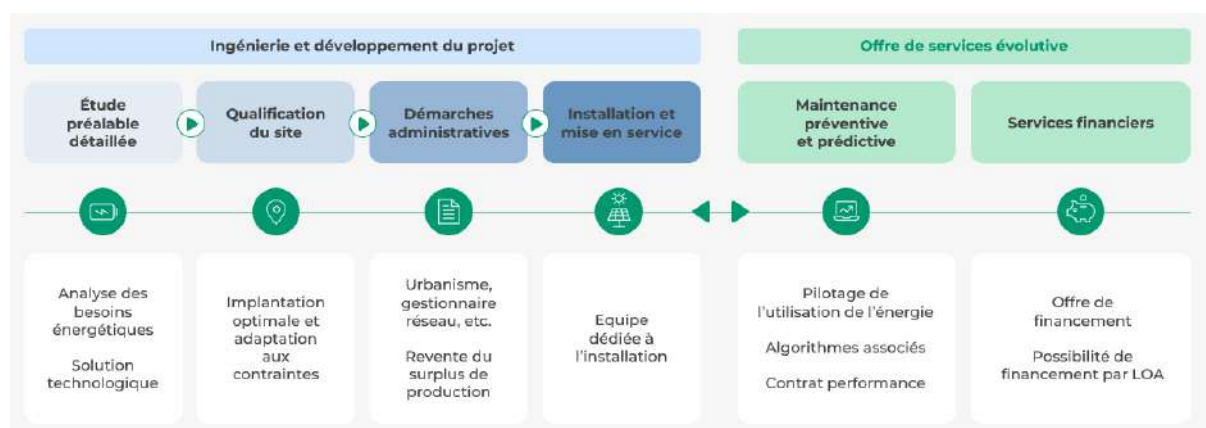 Ingénierie et développement du projet
Offre de services évolutive
Étude
préalable
détaillée
Qualification
du site
Démarches
administratives
Installation et
mise en service
Maintenance
préventive
et prédictive
Services financiers
Analyse des
besoins
énergétiques
Solution
technologique
Implantation
optimale et
adaptation
aux
contraintes
Urbanisme,
gestionnaire
réseau, etc.
Revente du
surplus de
production
Equipe
dédiée à
l'installation
Pilotage de
l'utilisation de l'énergie
Algorithmes associés
Contrat performance
Offre de
financement
Possibilité de
financement par LOA